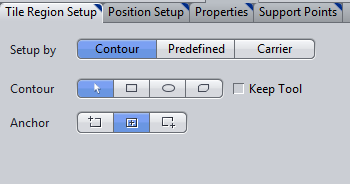 Tile Region Setup Position Setup Properties Support Points
Setup by Contour Predefined Carrier
Contour Keep Tool
Anchor